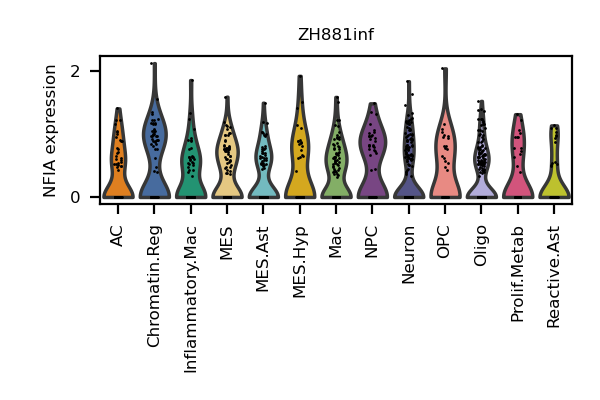 ZH881inf
NFIA expression
2
0
AC
Chromatin.Reg
Inflammatory.Mac
MES
MES.Ast
MES.Hyp
Mac
NPC
Neuron
OPC
Oligo
Prolif.Metab
Reactive.Ast